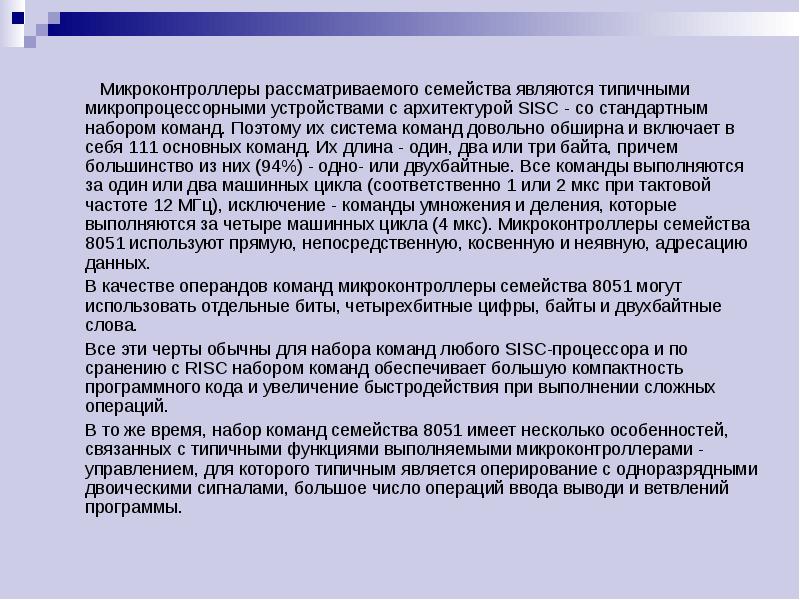 Микроконтроллеры рассматриваемого семейства являются типичными
микропроцессорными устройствами с архитектурой SISC - со стандартным
набором команд. Поэтому их система команд довольно обширна и включает в
себя 111 основных команд. Их длина - один, два или три байта, причем
большинство из них (94%) - одно- или двухбайтные. Все команды выполняются
за один или два машинных цикла (соответственно 1 или 2 мкс при тактовой
частоте 12 МГц), исключение - команды умножения и деления, которые
выполняются за четыре машинных цикла (4 мкс). Микроконтроллеры семейства
8051 используют прямую, непосредственную, косвенную и неявную, адресацию
данных.
В качестве операндов команд микроконтроллеры семейства 8051 могут
использовать отдельные биты, четырехбитные цифры, байты и двухбайтные
слова.
Все эти черты обычны для набора команд любого SISC-процессора и по
сранению с RISC набором команд обеспечивает большую компактность
программного кода и увеличение быстродействия при выполнении сложных
операций.
В то же время, набор команд семейства 8051 имеет несколько особенностей,
связанных с типичными функциями выполняемыми микроконтроллерами -
управлением, для которого типичным является оперирование с одноразрядными
двоическими сигналами, большое число операций ввода выводи и ветвлений
программы.